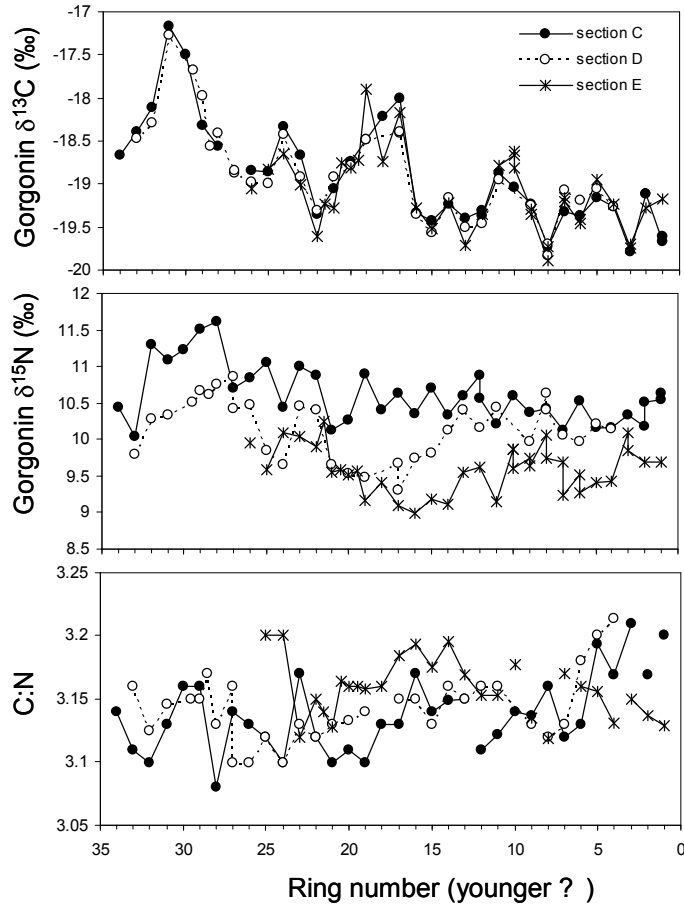 -17
-17.5
-18
-18.5
-19
-19.5
-20
Gorgonin δ13C (‰)
section C
section D
section E
12
11.5
11
10.5
10
9.5
9
8.5
Gorgonin δ15N (‰)
3.25
3.2
3.15
3.1
3.05
C:N
35 30 25 20 15 10 5 0
Ring number (younger ? )